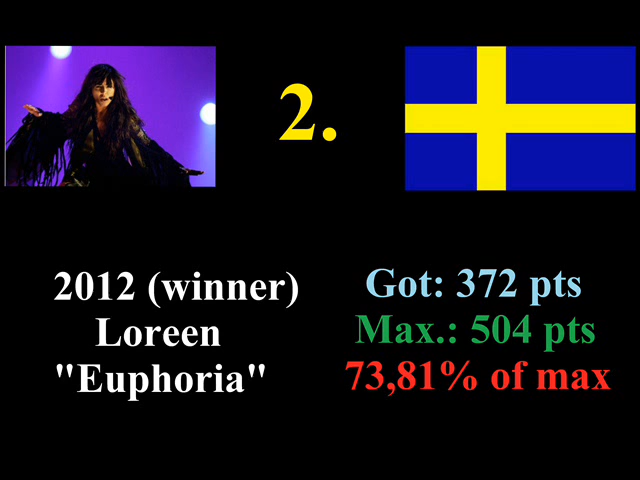 2.
2012 (winner)
Loreen
"Euphoria"
Got: 372 pts
Max.: 504 pts
73,81% of max